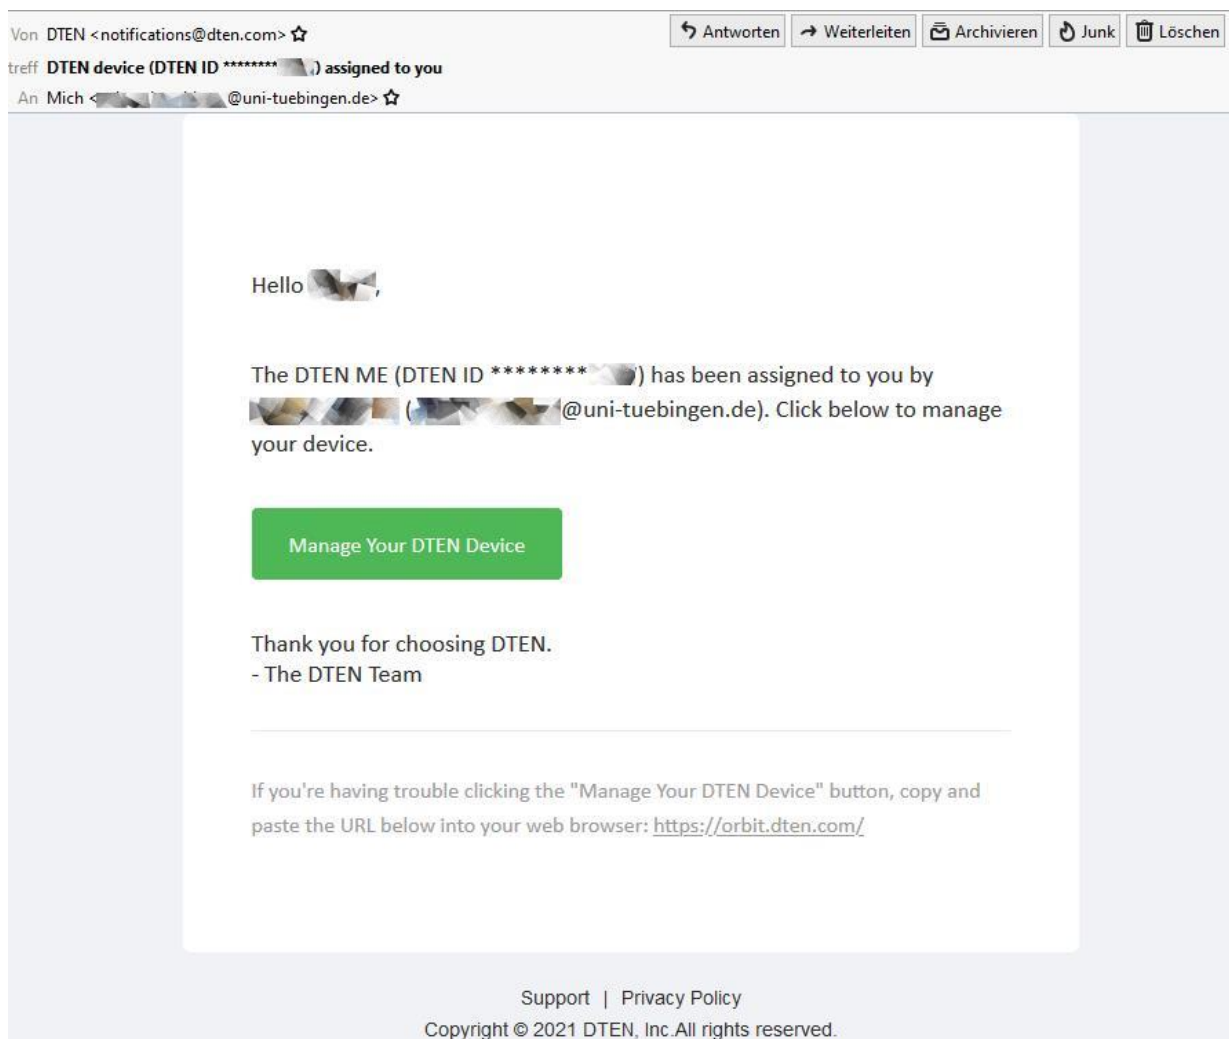 Von DTEN <notifications@dten.com>
Antworten Weiterleiten Archivieren Junk Löschen
treff DTEN device (DTEN ID ******** ) assigned to you
An Mich < @uni-tuebingen.de>
Hello ,
The DTEN ME (DTEN ID ******** ) has been assigned to you by
( @uni-tuebingen.de). Click below to manage
your device.
Manage Your DTEN Device
Thank you for choosing DTEN.
- The DTEN Team
If you're having trouble clicking the "Manage Your DTEN Device" button, copy and
paste the URL below into your web browser: https://orbit.dten.com/
Support | Privacy Policy
Copyright © 2021 DTEN, Inc.All rights reserved.